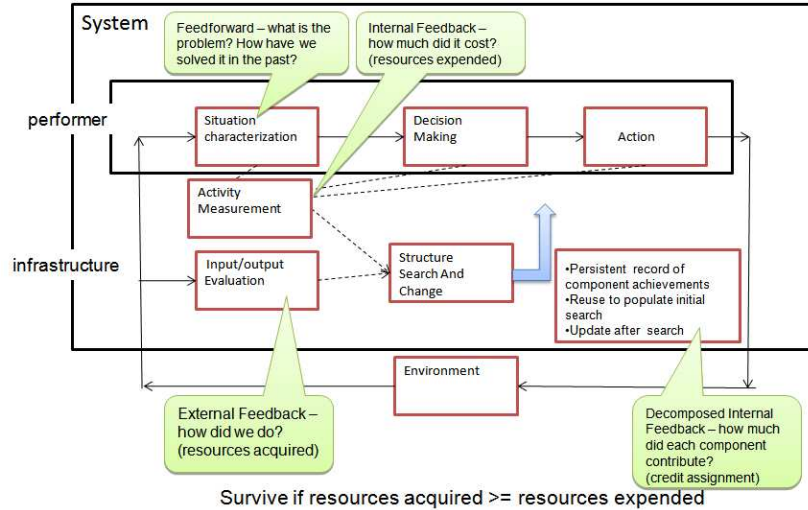 System
Feedforward – what is the
problem? How have we
solved it in the past?
Internal Feedback –
how much did it cost?
(resources expended)
performer
Situation
characterization
Decision
Making
Action
Activity
Measurement
infrastructure
Input/output
Evaluation
Structure
Search And
Change
•Persistent record of
component achievements
•Reuse to populate initial
search
•Update after search
Environment
External Feedback –
how did we do?
(resources acquired)
Decomposed Internal
Feedback – how much
did each component
contribute?
(credit assignment)
Survive if resources acquired >= resources expended